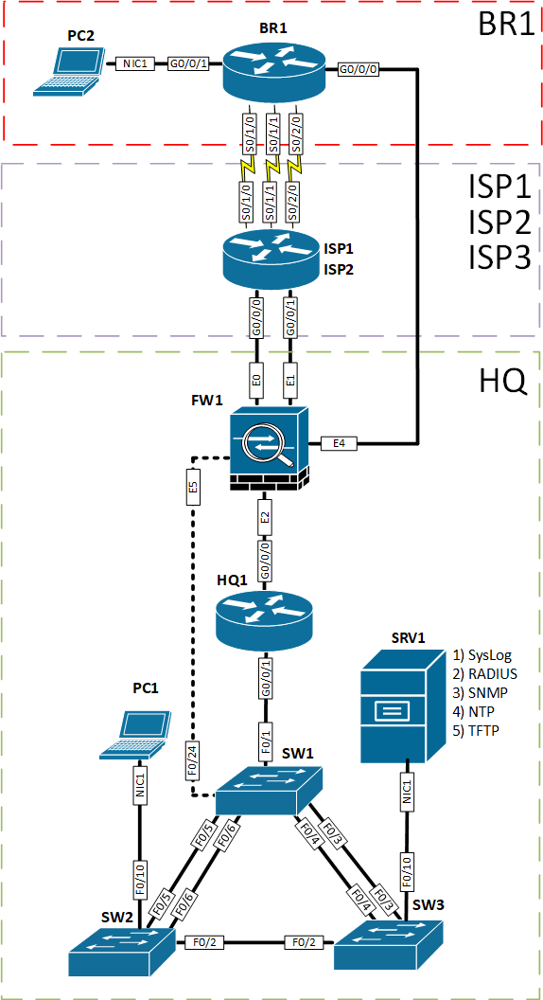 BR1
BR1
PC2
NIC1
G0/0/1
G0/0/0
S0/1/0
S0/1/1
S0/2/0
ISP1
ISP2
ISP3
S0/1/0
S0/1/1
S0/2/0
ISP1
ISP2
G0/0/0
G0/0/1
HQ
E0
E1
FW1
E4
E5
E2
G0/0/0
HQ1
SRV1
1) SysLog
2) RADIUS
3) SNMP
4) NTP
5) TFTP
G0/0/1
PC1
F0/1
F0/24
SW1
NIC1
NIC1
F0/5
F0/6
F0/3
F0/4
F0/10
F0/10
F0/5
F0/6
F0/3
F0/4
SW2
SW3
F0/2
F0/2